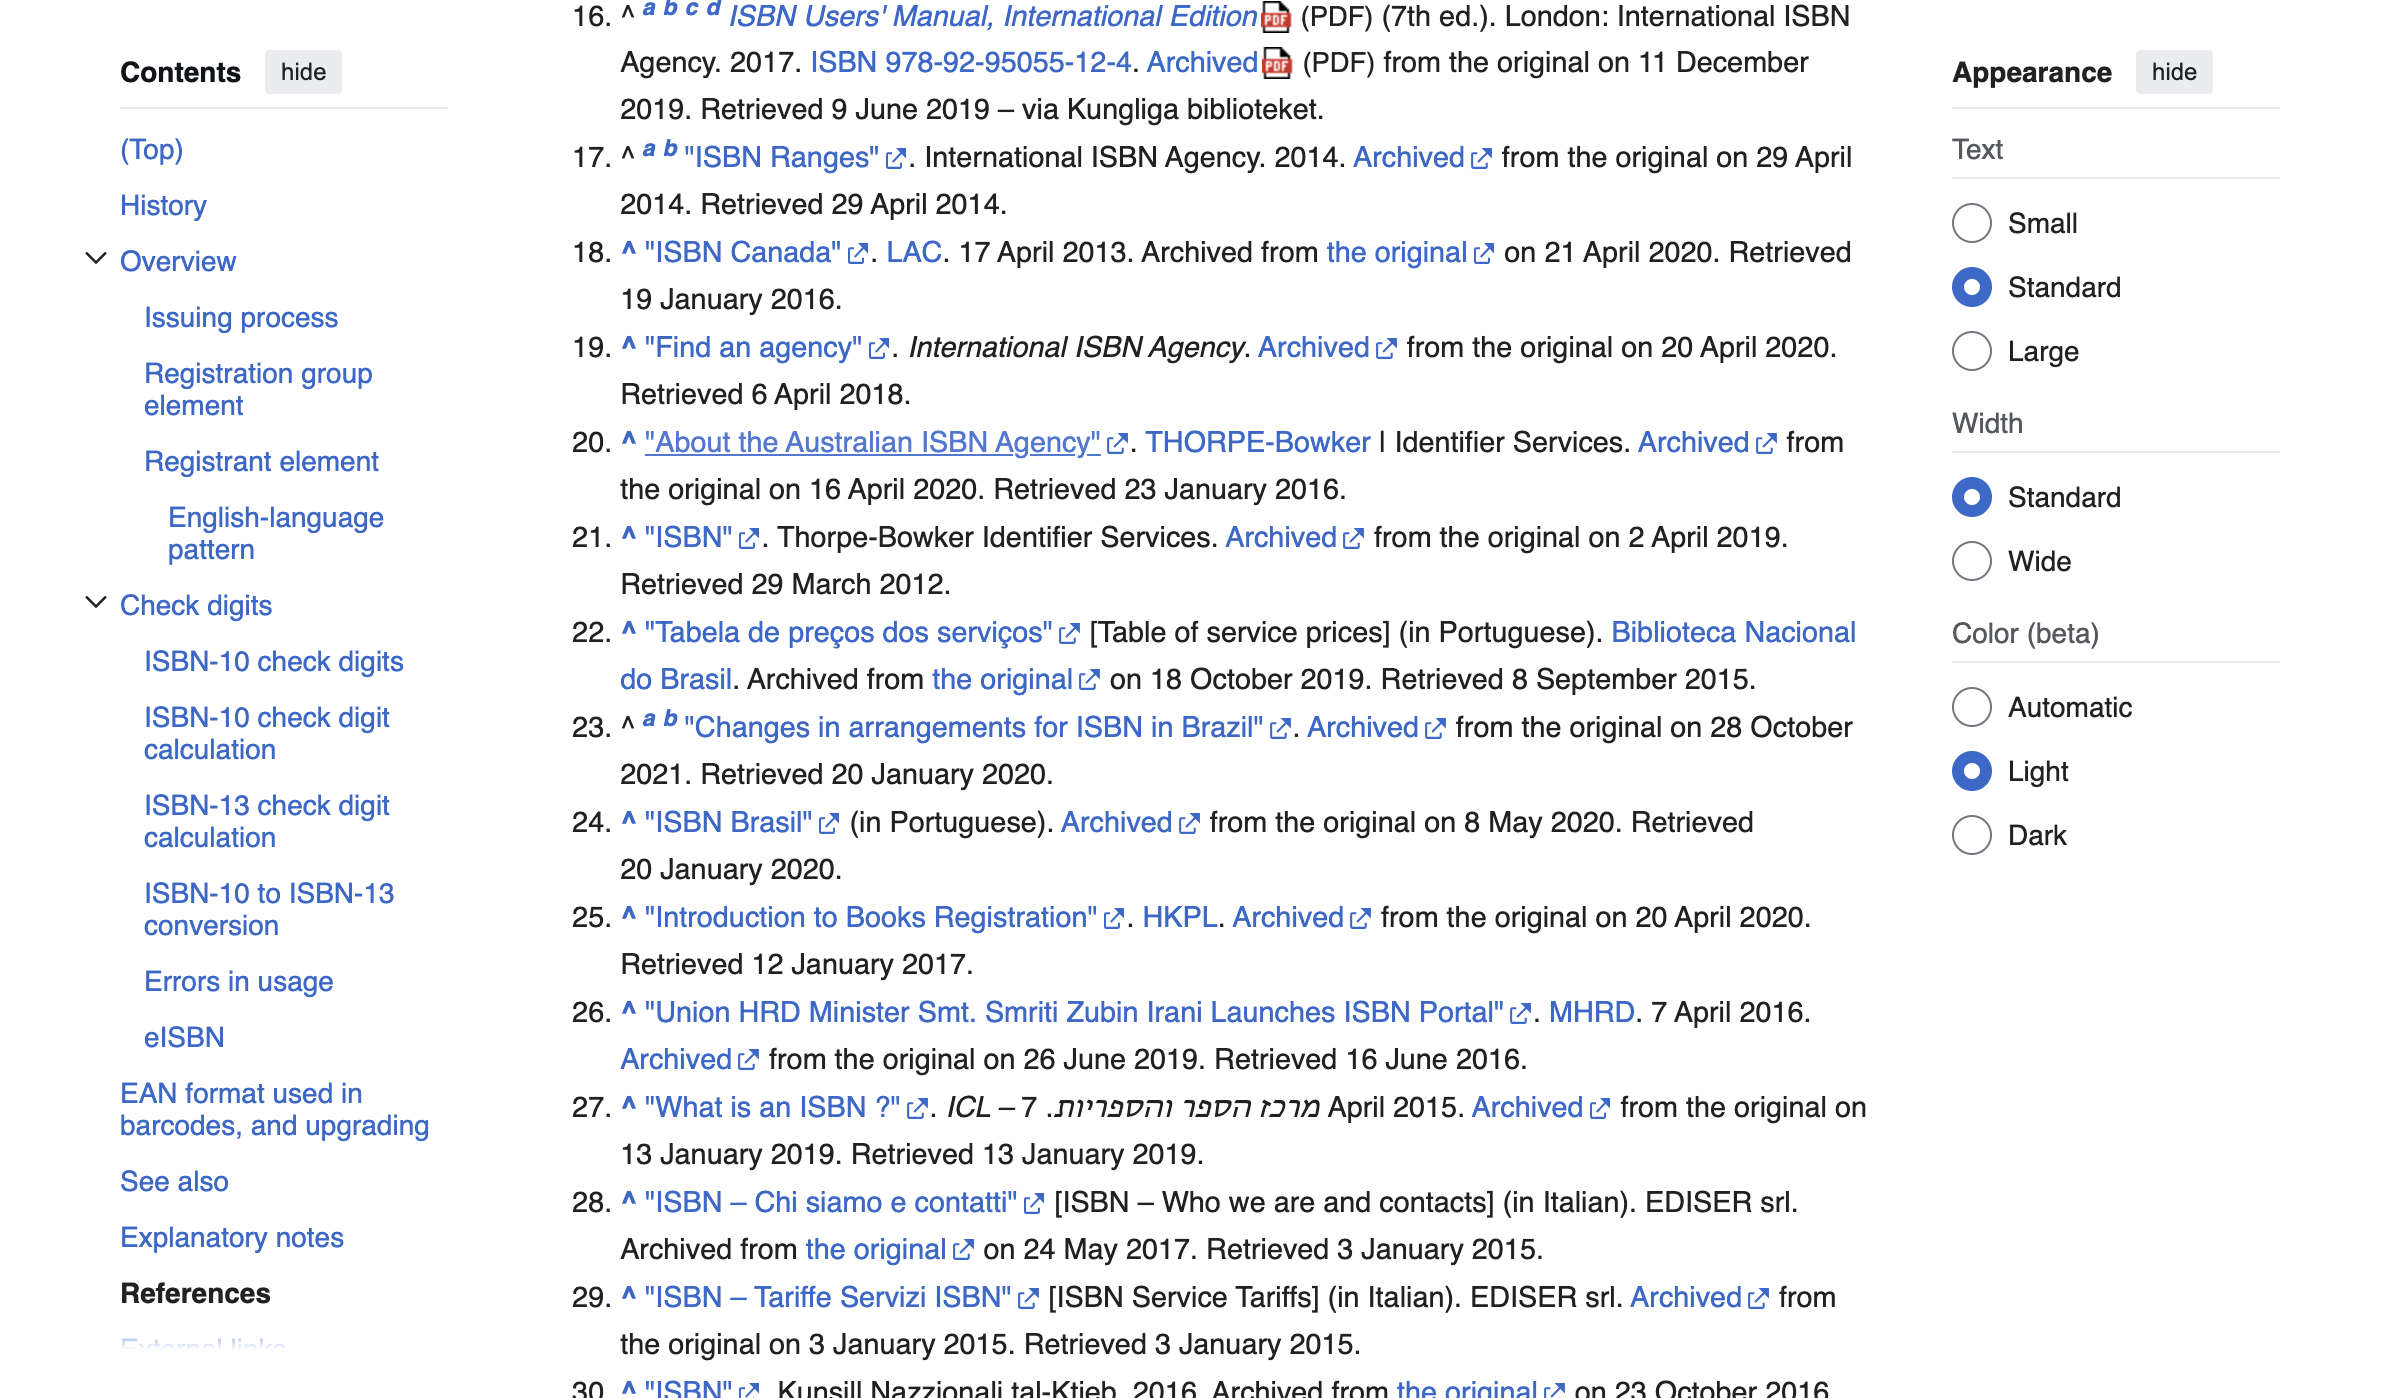 Contents hide
(Top)
History
Overview
Issuing process
Registration group
element
Registrant element
English-language
pattern
Check digits
ISBN-10 check digits
ISBN-10 check digit
calculation
ISBN-13 check digit
calculation
ISBN-10 to ISBN-13
conversion
Errors in usage
eISBN
EAN format used in
barcodes, and upgrading
See also
Explanatory notes
References
External links
16. ^ a b c d ISBN Users' Manual, International Edition (PDF) (7th ed.). London: International ISBN
Agency. 2017. ISBN 978-92-95055-12-4. Archived (PDF) from the original on 11 December
2019. Retrieved 9 June 2019 – via Kungliga biblioteket.
17. ^ a b "ISBN Ranges". International ISBN Agency. 2014. Archived from the original on 29 April
2014. Retrieved 29 April 2014.
18. ^ "ISBN Canada". LAC. 17 April 2013. Archived from the original on 21 April 2020. Retrieved
19 January 2016.
19. ^ "Find an agency". International ISBN Agency. Archived from the original on 20 April 2020.
Retrieved 6 April 2018.
20. ^ "About the Australian ISBN Agency". THORPE-Bowker | Identifier Services. Archived from
the original on 16 April 2020. Retrieved 23 January 2016.
21. ^ "ISBN". Thorpe-Bowker Identifier Services. Archived from the original on 2 April 2019.
Retrieved 29 March 2012.
22. ^ "Tabela de preços dos serviços" [Table of service prices] (in Portuguese). Biblioteca Nacional
do Brasil. Archived from the original on 18 October 2019. Retrieved 8 September 2015.
23. ^ a b "Changes in arrangements for ISBN in Brazil". Archived from the original on 28 October
2021. Retrieved 20 January 2020.
24. ^ "ISBN Brasil" (in Portuguese). Archived from the original on 8 May 2020. Retrieved
20 January 2020.
25. ^ "Introduction to Books Registration". HKPL. Archived from the original on 20 April 2020.
Retrieved 12 January 2017.
26. ^ "Union HRD Minister Smt. Smriti Zubin Irani Launches ISBN Portal". MHRD. 7 April 2016.
Archived from the original on 26 June 2019. Retrieved 16 June 2016.
27. ^ "What is an ISBN ?". ICL – מרכז הספר והספריות. 7 April 2015. Archived from the original on
13 January 2019. Retrieved 13 January 2019.
28. ^ "ISBN – Chi siamo e contatti" [ISBN – Who we are and contacts] (in Italian). EDISER srl.
Archived from the original on 24 May 2017. Retrieved 3 January 2015.
29. ^ "ISBN – Tariffe Servizi ISBN" [ISBN Service Tariffs] (in Italian). EDISER srl. Archived from
the original on 3 January 2015. Retrieved 3 January 2015.
30. ^ "ISBN". Kunsill Nazzjonali tal-Ktieb. 2016. Archived from the original on 23 October 2016.
Appearance hide
Text
Small
Standard
Large
Width
Standard
Wide
Color (beta)
Automatic
Light
Dark